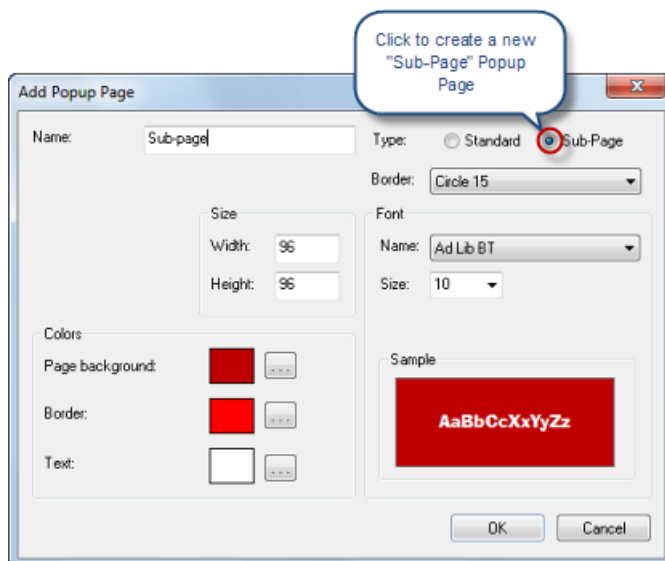 Click to create a new
"Sub-Page" Popup
Page
Add Popup Page
Name: Sub-page
Type: Standard Sub-Page
Border: Circle 15
Size
Width: 96
Height: 96
Font
Name: Ad Lib BT
Size: 10
Colors
Page background: ...
Border: ...
Text: ...
Sample
AaBbCcXxYyZz
OK Cancel